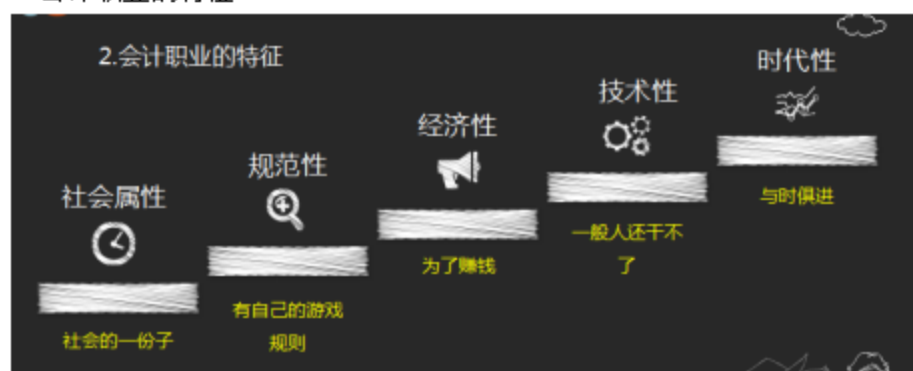 2.会计职业的特征
时代性
技术性
经济性
规范性
社会属性
与时俱进
一般人还干不
了
为了赚钱
有自己的游戏
规则
社会的一份子